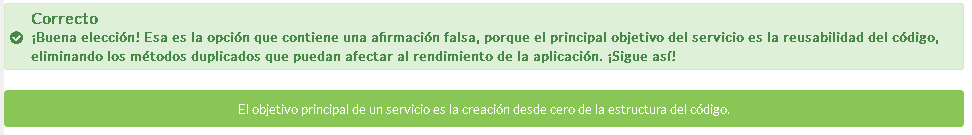 Correcto
¡Buena elección! Esa es la opción que contiene una afirmación falsa, porque el principal objetivo del servicio es la reusabilidad del código,
eliminando los métodos duplicados que puedan afectar al rendimiento de la aplicación. ¡Sigue así!
El objetivo principal de un servicio es la creación desde cero de la estructura del código.